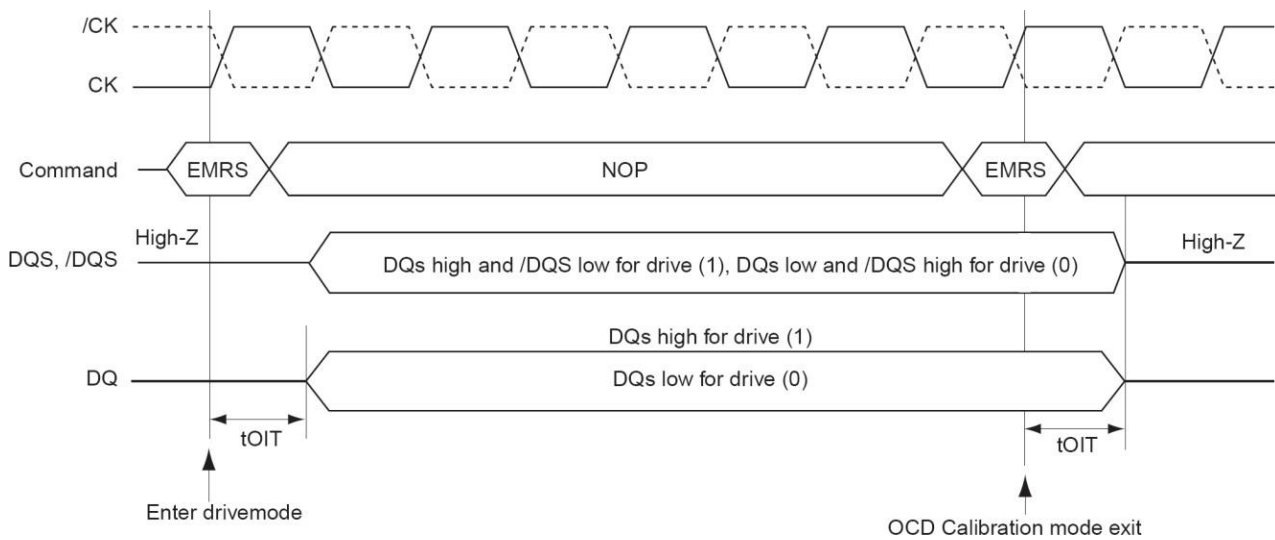 /CK
CK
Command
EMRS
NOP
EMRS
High-Z
High-Z
DQS, /DQS
DQs high and /DQS low for drive (1), DQs low and /DQS high for drive (0)
DQs high for drive (1)
DQ
DQs low for drive (0)
tOIT
tOIT
Enter drivemode
OCD Calibration mode exit